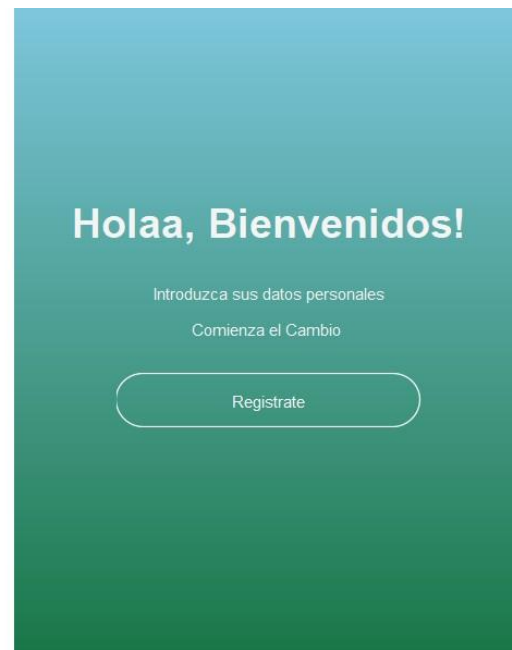 Holaa, Bienvenidos!
Introduzca sus datos personales
Comienza el Cambio
Registrate